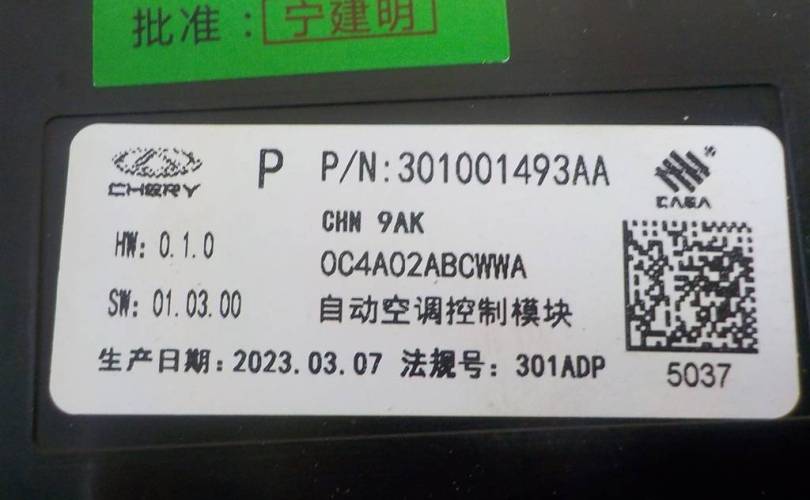 批准：宁建明
CHERY
P
P/N:301001493AA
CAEA
CHN 9AK
HW: 0.1.0
0C4A02ABCWWA
SW: 01.03.00
自动空调控制模块
生产日期：2023.03.07 法规号：301ADP
5037